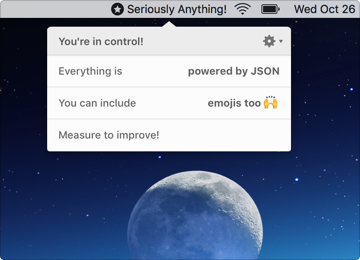 Seriously Anything! Wed Oct 26
You're in control!
Everything is powered by JSON
You can include emojis too 🙌
Measure to improve!